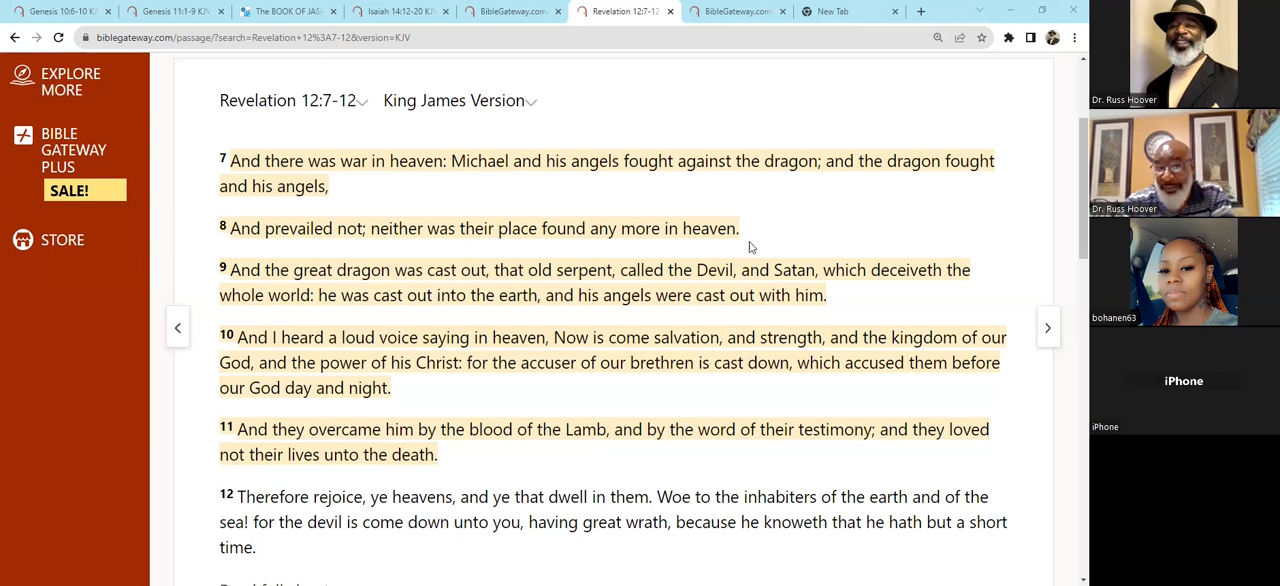 Genesis 10:6-10 KJ
Genesis 11:1-9 KJV
The BOOK OF JASH
Isaiah 14:12-20 KJV
BibleGateway.com
Revelation 12:7-12
BibleGateway.com
New Tab
biblegateway.com/passage/?search=Revelation+12%3A7-12&version=KJV
EXPLORE
MORE
BIBLE
GATEWAY
PLUS
SALE!
STORE
Revelation 12:7-12 King James Version
7 And there was war in heaven: Michael and his angels fought against the dragon; and the dragon fought
and his angels,
8 And prevailed not; neither was their place found any more in heaven.
9 And the great dragon was cast out, that old serpent, called the Devil, and Satan, which deceiveth the
whole world: he was cast out into the earth, and his angels were cast out with him.
10 And I heard a loud voice saying in heaven, Now is come salvation, and strength, and the kingdom of our
God, and the power of his Christ: for the accuser of our brethren is cast down, which accused them before
our God day and night.
11 And they overcame him by the blood of the Lamb, and by the word of their testimony; and they loved
not their lives unto the death.
12 Therefore rejoice, ye heavens, and ye that dwell in them. Woe to the inhabiters of the earth and of the
sea! for the devil is come down unto you, having great wrath, because he knoweth that he hath but a short
time.
Dr. Russ Hoover
Dr. Russ Hoover
bohanen63
iPhone
iPhone